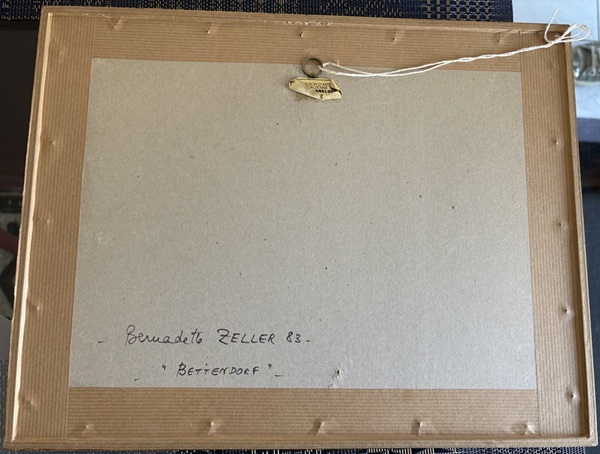 - Bernadette ZELLER 83 -
- "BETTENDORF" -